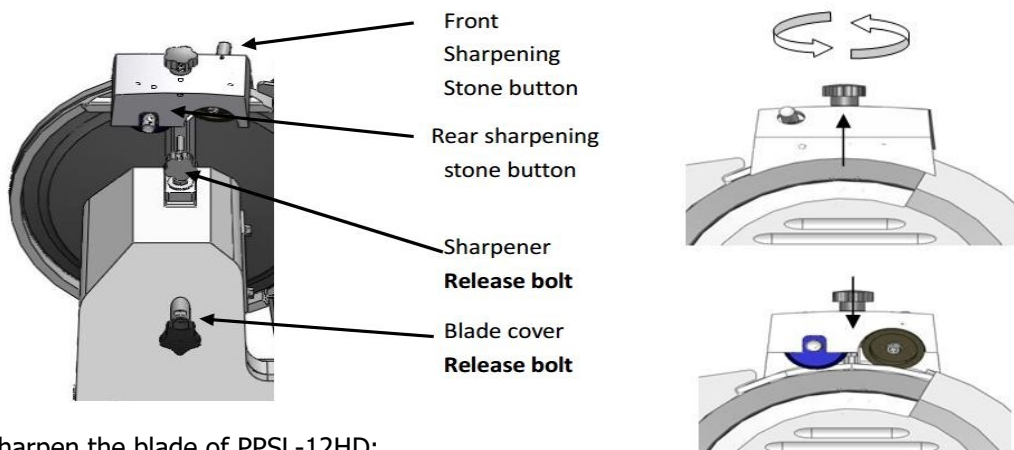 Front
Sharpening
Stone button
Rear sharpening
stone button
Sharpener
Release bolt
Blade cover
Release bolt
harpen the blade of PPSL-12HD: